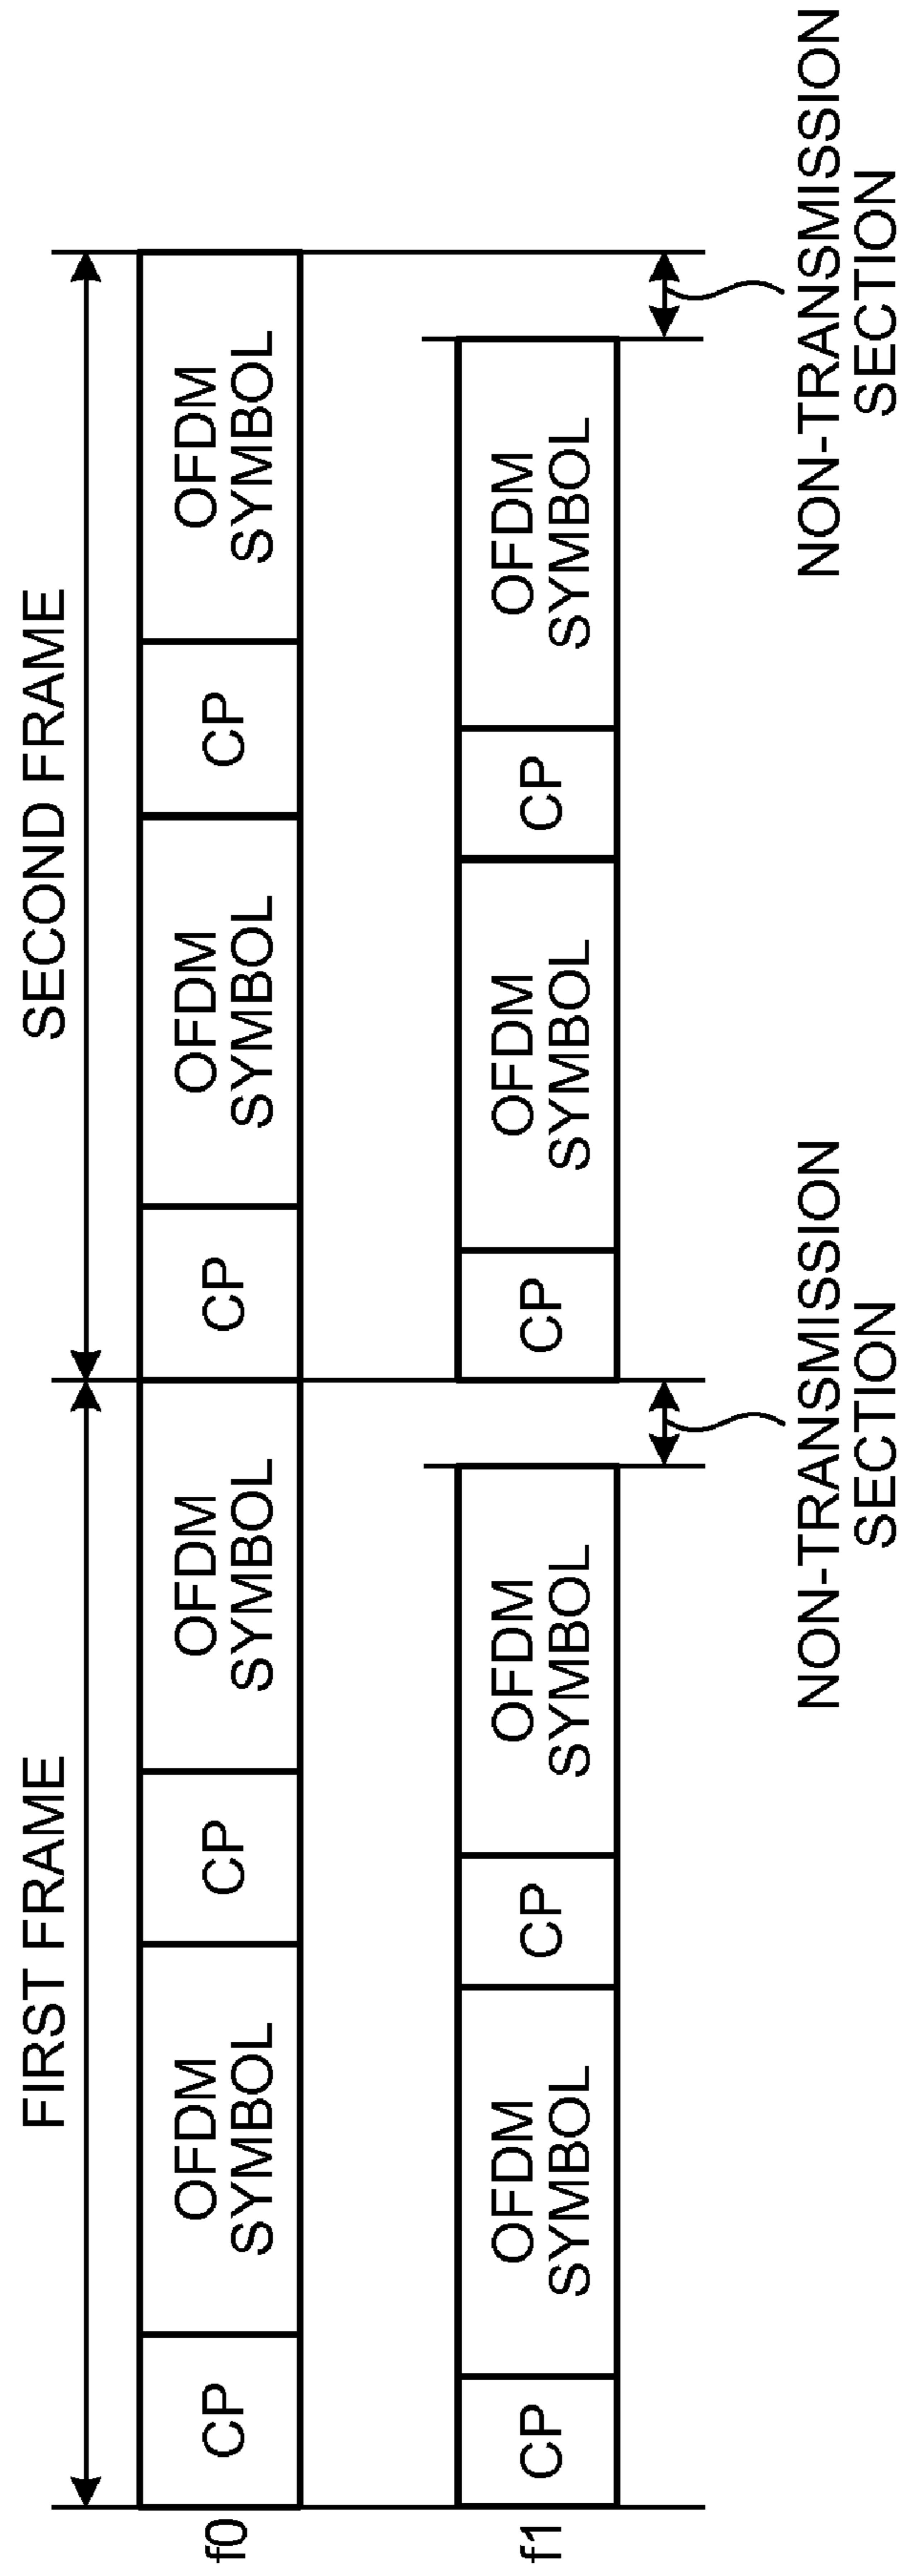 FIRST FRAME
SECOND FRAME
f0
CP
OFDM
SYMBOL
CP
OFDM
SYMBOL
CP
OFDM
SYMBOL
CP
OFDM
SYMBOL
f1
CP
OFDM
SYMBOL
CP
OFDM
SYMBOL
CP
OFDM
SYMBOL
CP
OFDM
SYMBOL
NON-TRANSMISSION
SECTION
NON-TRANSMISSION
SECTION